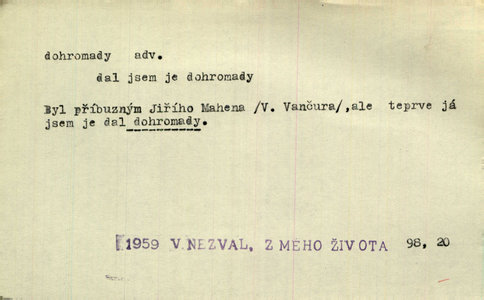 dohromady adv.
dal jsem je dohromady
Byl příbuzným Jiřího Mahena /V. Vančura/,ale teprve já
jsem je dal dohromady.
1959 V. NEZVAL, Z MÉHO ŽIVOTA 98, 20